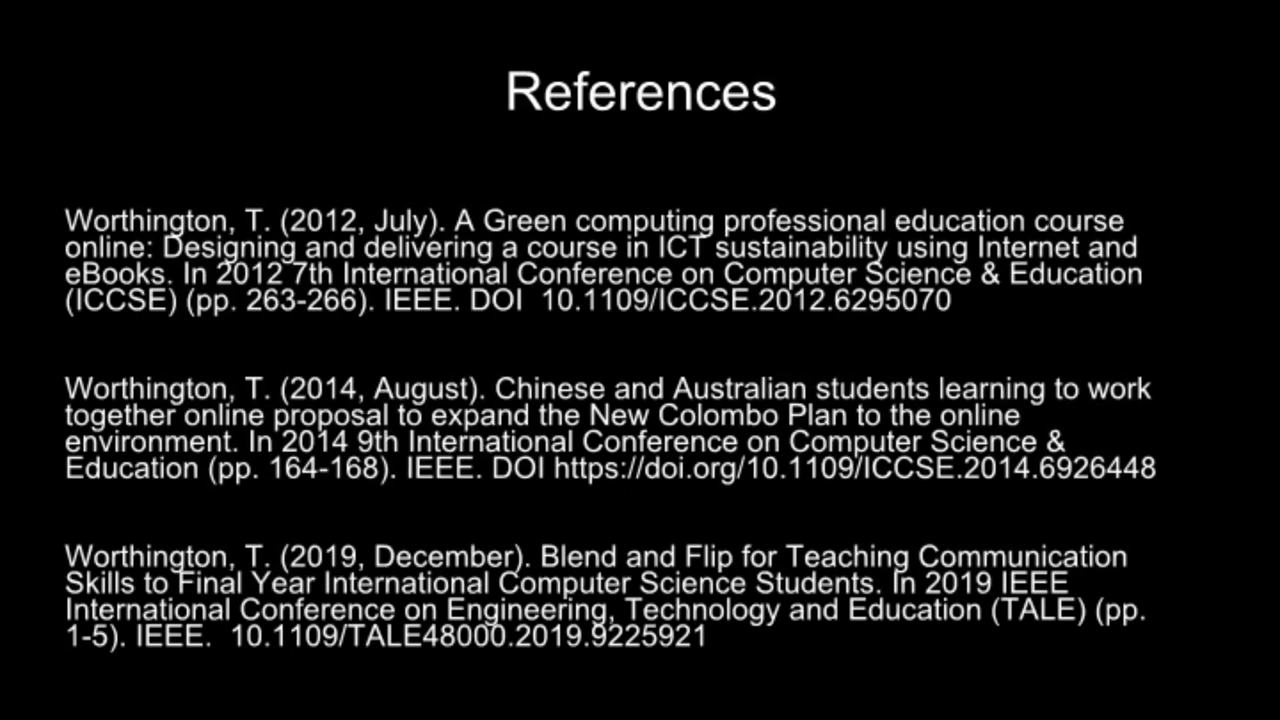 References
Worthington, T. (2012, July). A Green computing professional education course
online: Designing and delivering a course in ICT sustainability using Internet and
eBooks. In 2012 7th International Conference on Computer Science & Education
(ICCSE) (pp. 263-266). IEEE. DOI  10.1109/ICCSE.2012.6295070
Worthington, T. (2014, August). Chinese and Australian students learning to work
together online proposal to expand the New Colombo Plan to the online
environment. In 2014 9th International Conference on Computer Science &
Education (pp. 164-168). IEEE. DOI https://doi.org/10.1109/ICCSE.2014.6926448
Worthington, T. (2019, December). Blend and Flip for Teaching Communication
Skills to Final Year International Computer Science Students. In 2019 IEEE
International Conference on Engineering, Technology and Education (TALE) (pp.
1-5). IEEE.  10.1109/TALE48000.2019.9225921